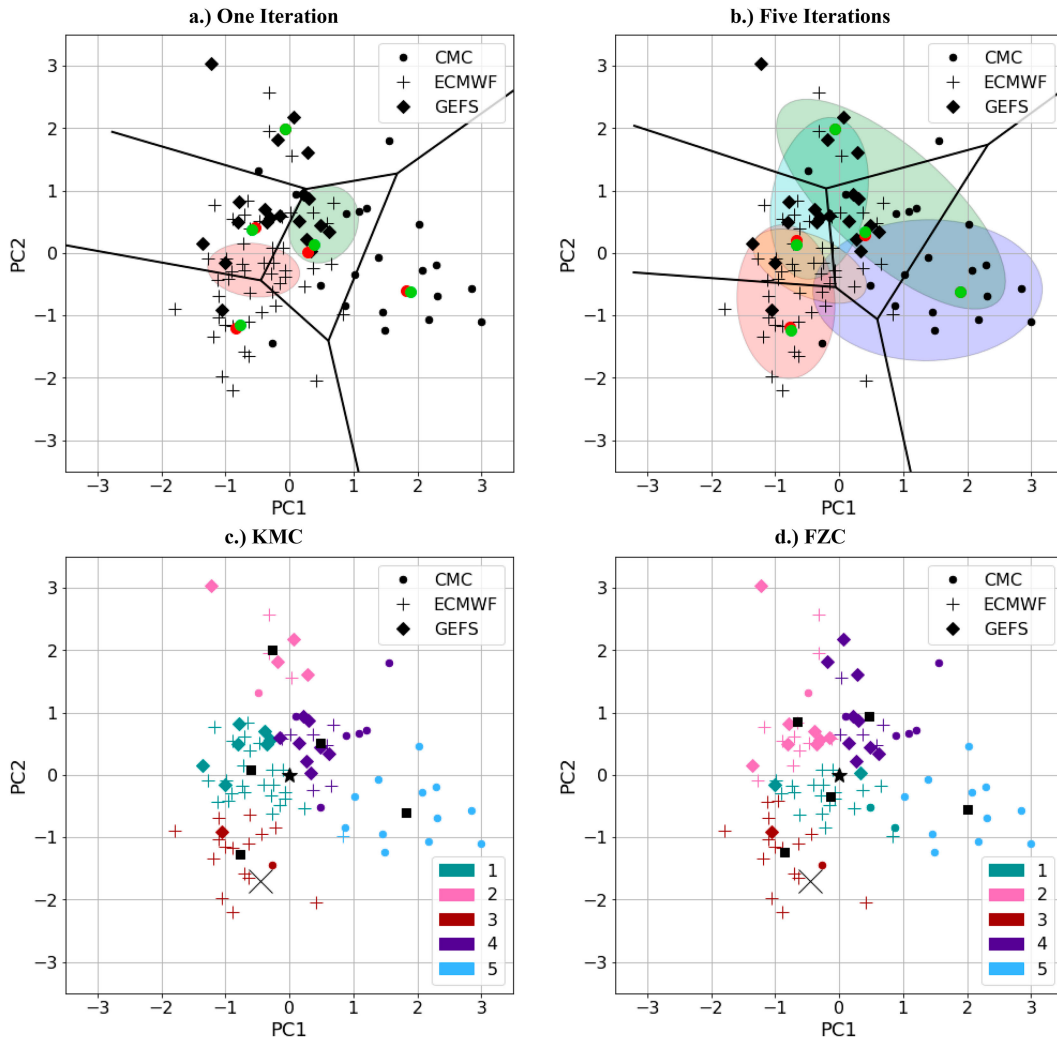 a.) One Iteration
3
2
1
0
−1
−2
−3
PC2
CMC
ECMWF
GEFS
−3 −2 −1 0 1 2 3
PC1
b.) Five Iterations
3
2
1
0
−1
−2
−3
PC2
CMC
ECMWF
GEFS
−3 −2 −1 0 1 2 3
PC1
c.) KMC
3
2
1
0
−1
−2
−3
PC2
CMC
ECMWF
GEFS
1
2
3
4
5
−3 −2 −1 0 1 2 3
PC1
d.) FZC
3
2
1
0
−1
−2
−3
PC2
CMC
ECMWF
GEFS
1
2
3
4
5
−3 −2 −1 0 1 2 3
PC1